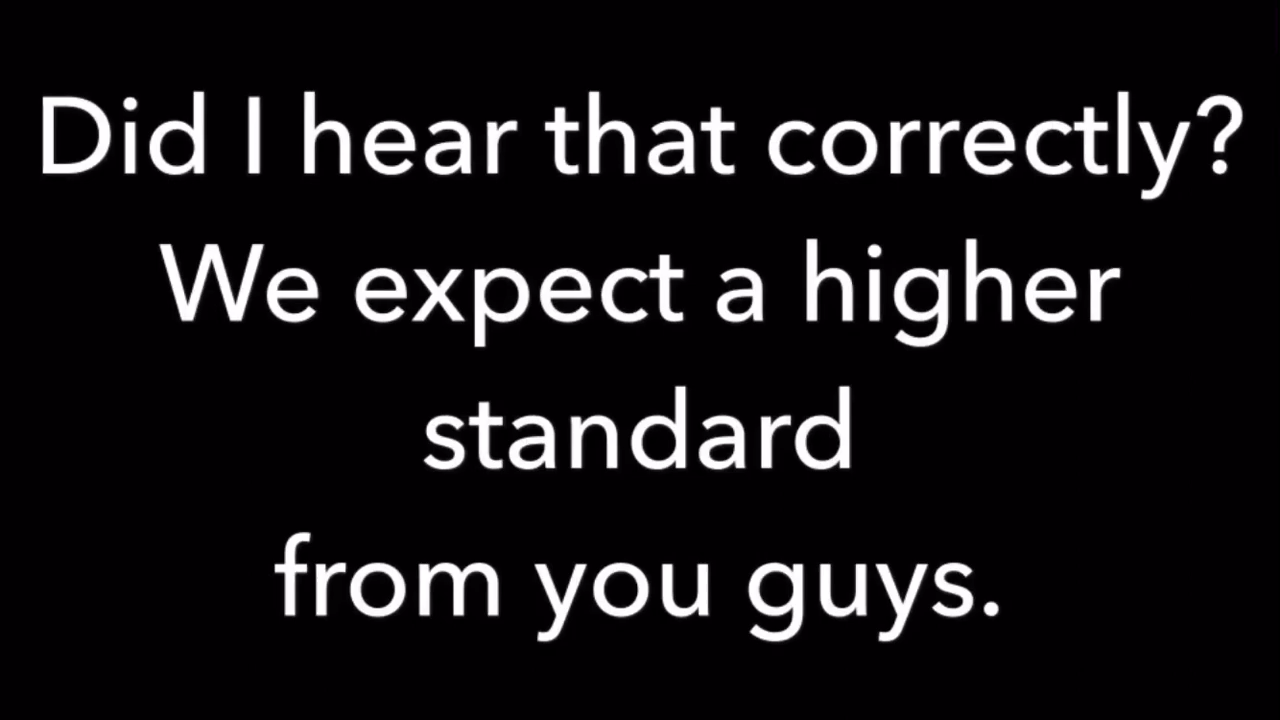 Did I hear that correctly?
We expect a higher
standard
from you guys.